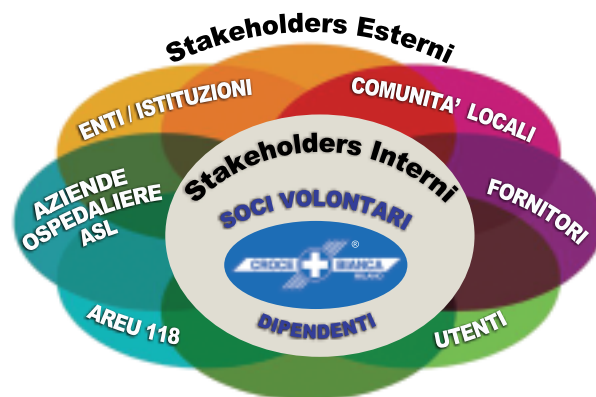 Stakeholders Esterni
ENTI / ISTITUZIONI
COMUNITA' LOCALI
Stakeholders Interni
AZIENDE
OSPEDALIERE
ASL
SOCI VOLONTARI
FORNITORI
®
CROCE BIANCA
MILANO
DIPENDENTI
AREU 118
UTENTI